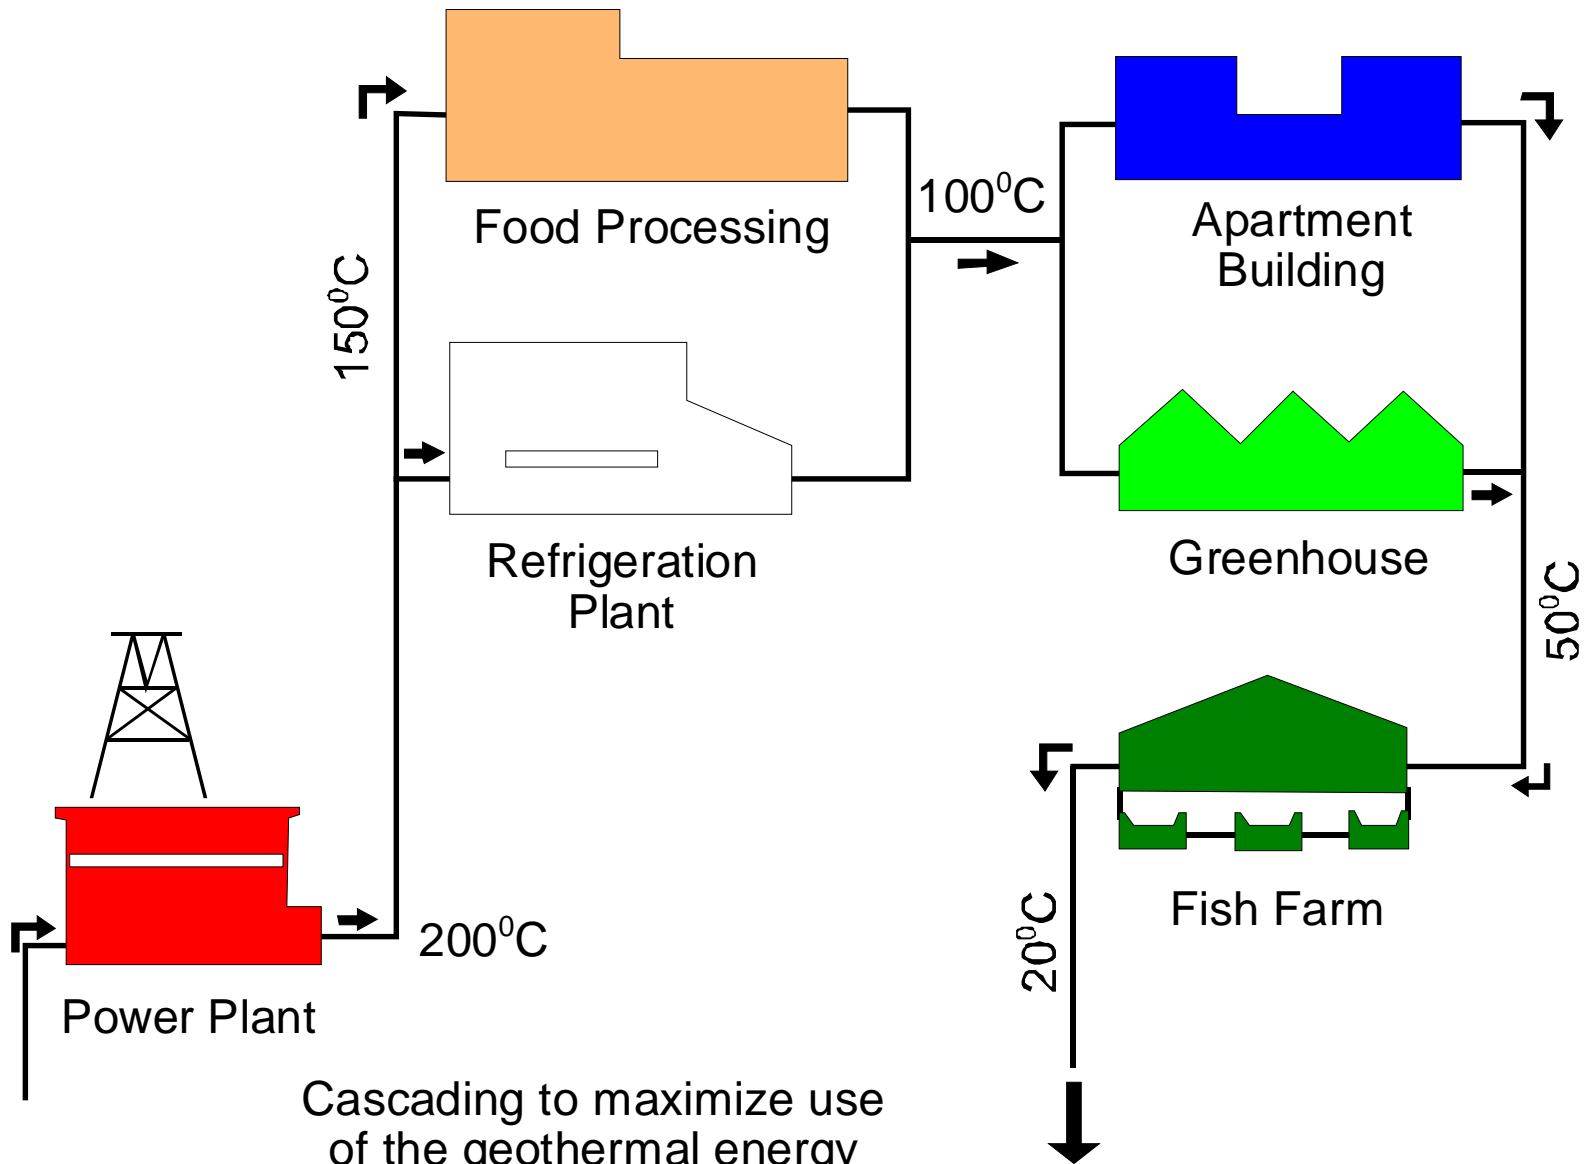 Food Processing
150⁰C
100⁰C
Apartment
Building
Refrigeration
Plant
Greenhouse
50⁰C
Fish Farm
20⁰C
200⁰C
Power Plant
Cascading to maximize use
of the geothermal energy